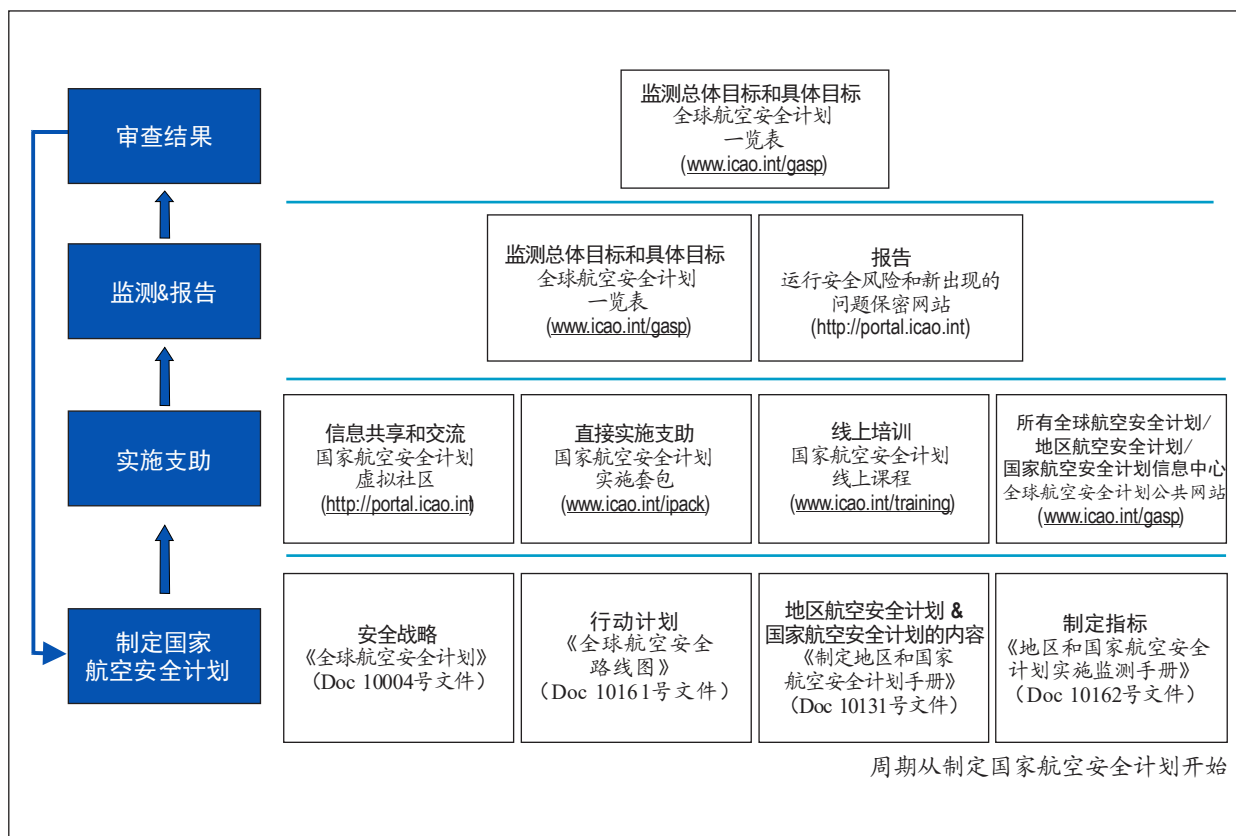 审查结果
监测总体目标和具体目标
全球航空安全计划
一览表
(www.icao.int/gasp)
监测&报告
监测总体目标和具体目标
全球航空安全计划
一览表
(www.icao.int/gasp)
报告
运行安全风险和新出现的
问题保密网站
(http://portal.icao.int)
实施支助
信息共享和交流
国家航空安全计划
虚拟社区
(http://portal.icao.int)
直接实施支助
国家航空安全计划
实施套包
(www.icao.int/ipack)
线上培训
国家航空安全计划
线上课程
(www.icao.int/training)
所有全球航空安全计划/
地区航空安全计划/
国家航空安全计划信息中心
全球航空安全计划公共网站
(www.icao.int/gasp)
制定国家
航空安全计划
安全战略
《全球航空安全计划》
（Doc 10004号文件）
行动计划
《全球航空安全
路线图》
（Doc 10161号文件）
地区航空安全计划 &
国家航空安全计划的内容
《制定地区和国家
航空安全计划手册》
（Doc 10131号文件）
制定指标
《地区和国家航空安全
计划实施监测手册》
（Doc 10162号文件）
周期从制定国家航空安全计划开始